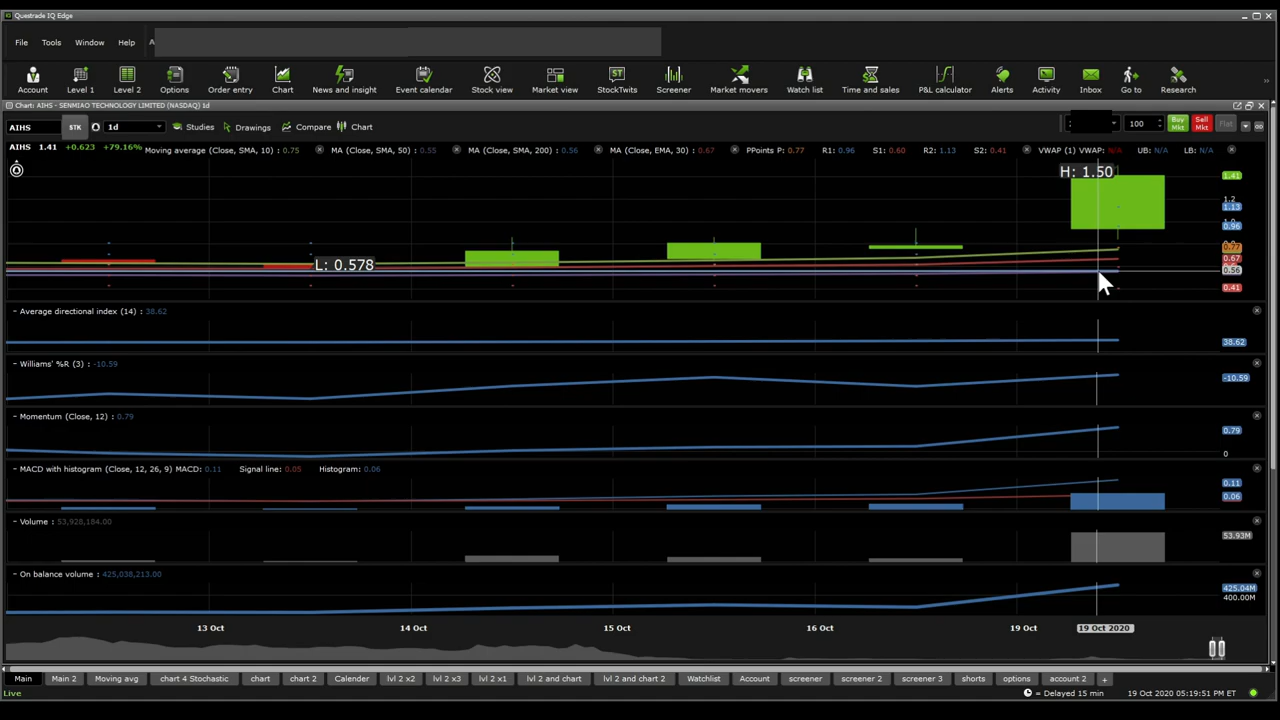 Questrade IQ Edge
File Tools Window Help
Account Level 1 Level 2 Options Order entry Chart News and insight Event calendar Stock view Market view StockTwits Screener Market movers Watch list Time and sales P&L calculator Alerts Activity Inbox Go to Research
Chart: AIHS - SENMIAO TECHNOLOGY LIMITED (NASDAQ) 1d
AIHS STK 1d Studies Drawings Compare Chart 100 Buy Mkt Sell Mkt Flat
AIHS 1.41 +0.623 +79.16% Moving average (Close, SMA, 10) : 0.75 MA (Close, SMA, 50) : 0.55 MA (Close, SMA, 200) : 0.56 MA (Close, EMA, 30) : 0.67 PPoints P: 0.77 R1: 0.96 S1: 0.60 R2: 1.13 S2: 0.41 VWAP (1) VWAP: N/A UB: N/A LB: N/A
H: 1.50
1.41
1.2
1.13
0.96
0.77
L: 0.578
0.67
0.56
0.41
- Average directional index (14) : 38.62
38.62
- Williams' %R (3) : -10.59
-10.59
- Momentum (Close, 12) : 0.79
0.79
0
- MACD with histogram (Close, 12, 26, 9) MACD: 0.11 Signal line: 0.05 Histogram: 0.06
0.11
0.06
- Volume : 53,928,184.00
53.93M
- On balance volume : 425,038,213.00
425.04M
400.00M
13 Oct 14 Oct 15 Oct 16 Oct 19 Oct 19 Oct 2020
Main Main 2 Moving avg chart 4 Stochastic chart chart 2 Calender lvl 2 x2 lvl 2 x3 lvl 2 x1 lvl 2 and chart lvl 2 and chart 2 Watchlist Account screener screener 2 screener 3 shorts options account 2 +
Live = Delayed 15 min 19 Oct 2020 05:19:51 PM ET